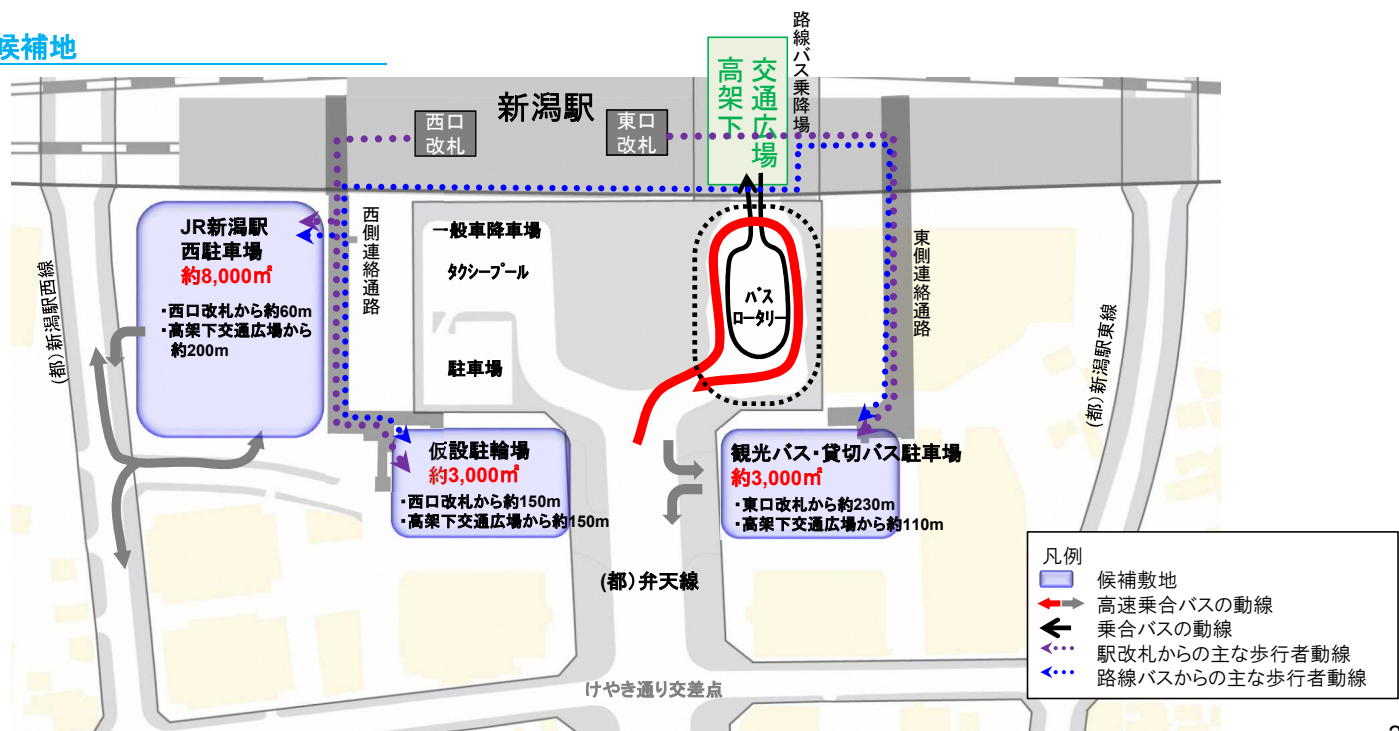 候補地
路線バス乗降場
高架下
交通広場
新潟駅
西口
改札
東口
改札
JR新潟駅
西駐車場
約8,000㎡
・西口改札から約60m
・高架下交通広場から
約200m
(都)新潟駅西線
西側連絡通路
一般車降車場
タクシープール
駐車場
バス
ロータリー
東側連絡通路
(都)新潟駅東線
仮設駐輪場
約3,000㎡
・西口改札から約150m
・高架下交通広場から約150m
観光バス・貸切バス駐車場
約3,000㎡
・東口改札から約230m
・高架下交通広場から約110m
(都)弁天線
けやき通り交差点
凡例
候補敷地
高速乗合バスの動線
乗合バスの動線
駅改札からの主な歩行者動線
路線バスからの主な歩行者動線